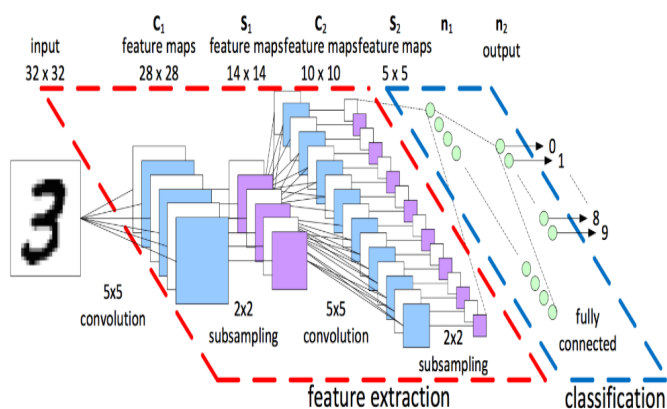 C1 S1 C2 S2 n1 n2
input feature maps feature maps feature maps feature maps output
32 x 32 28 x 28 14 x 14 10 x 10 5 x 5
0
1
3
8
9
5x5
convolution
2x2
subsampling
5x5
convolution
2x2
subsampling
fully
connected
feature extraction classification